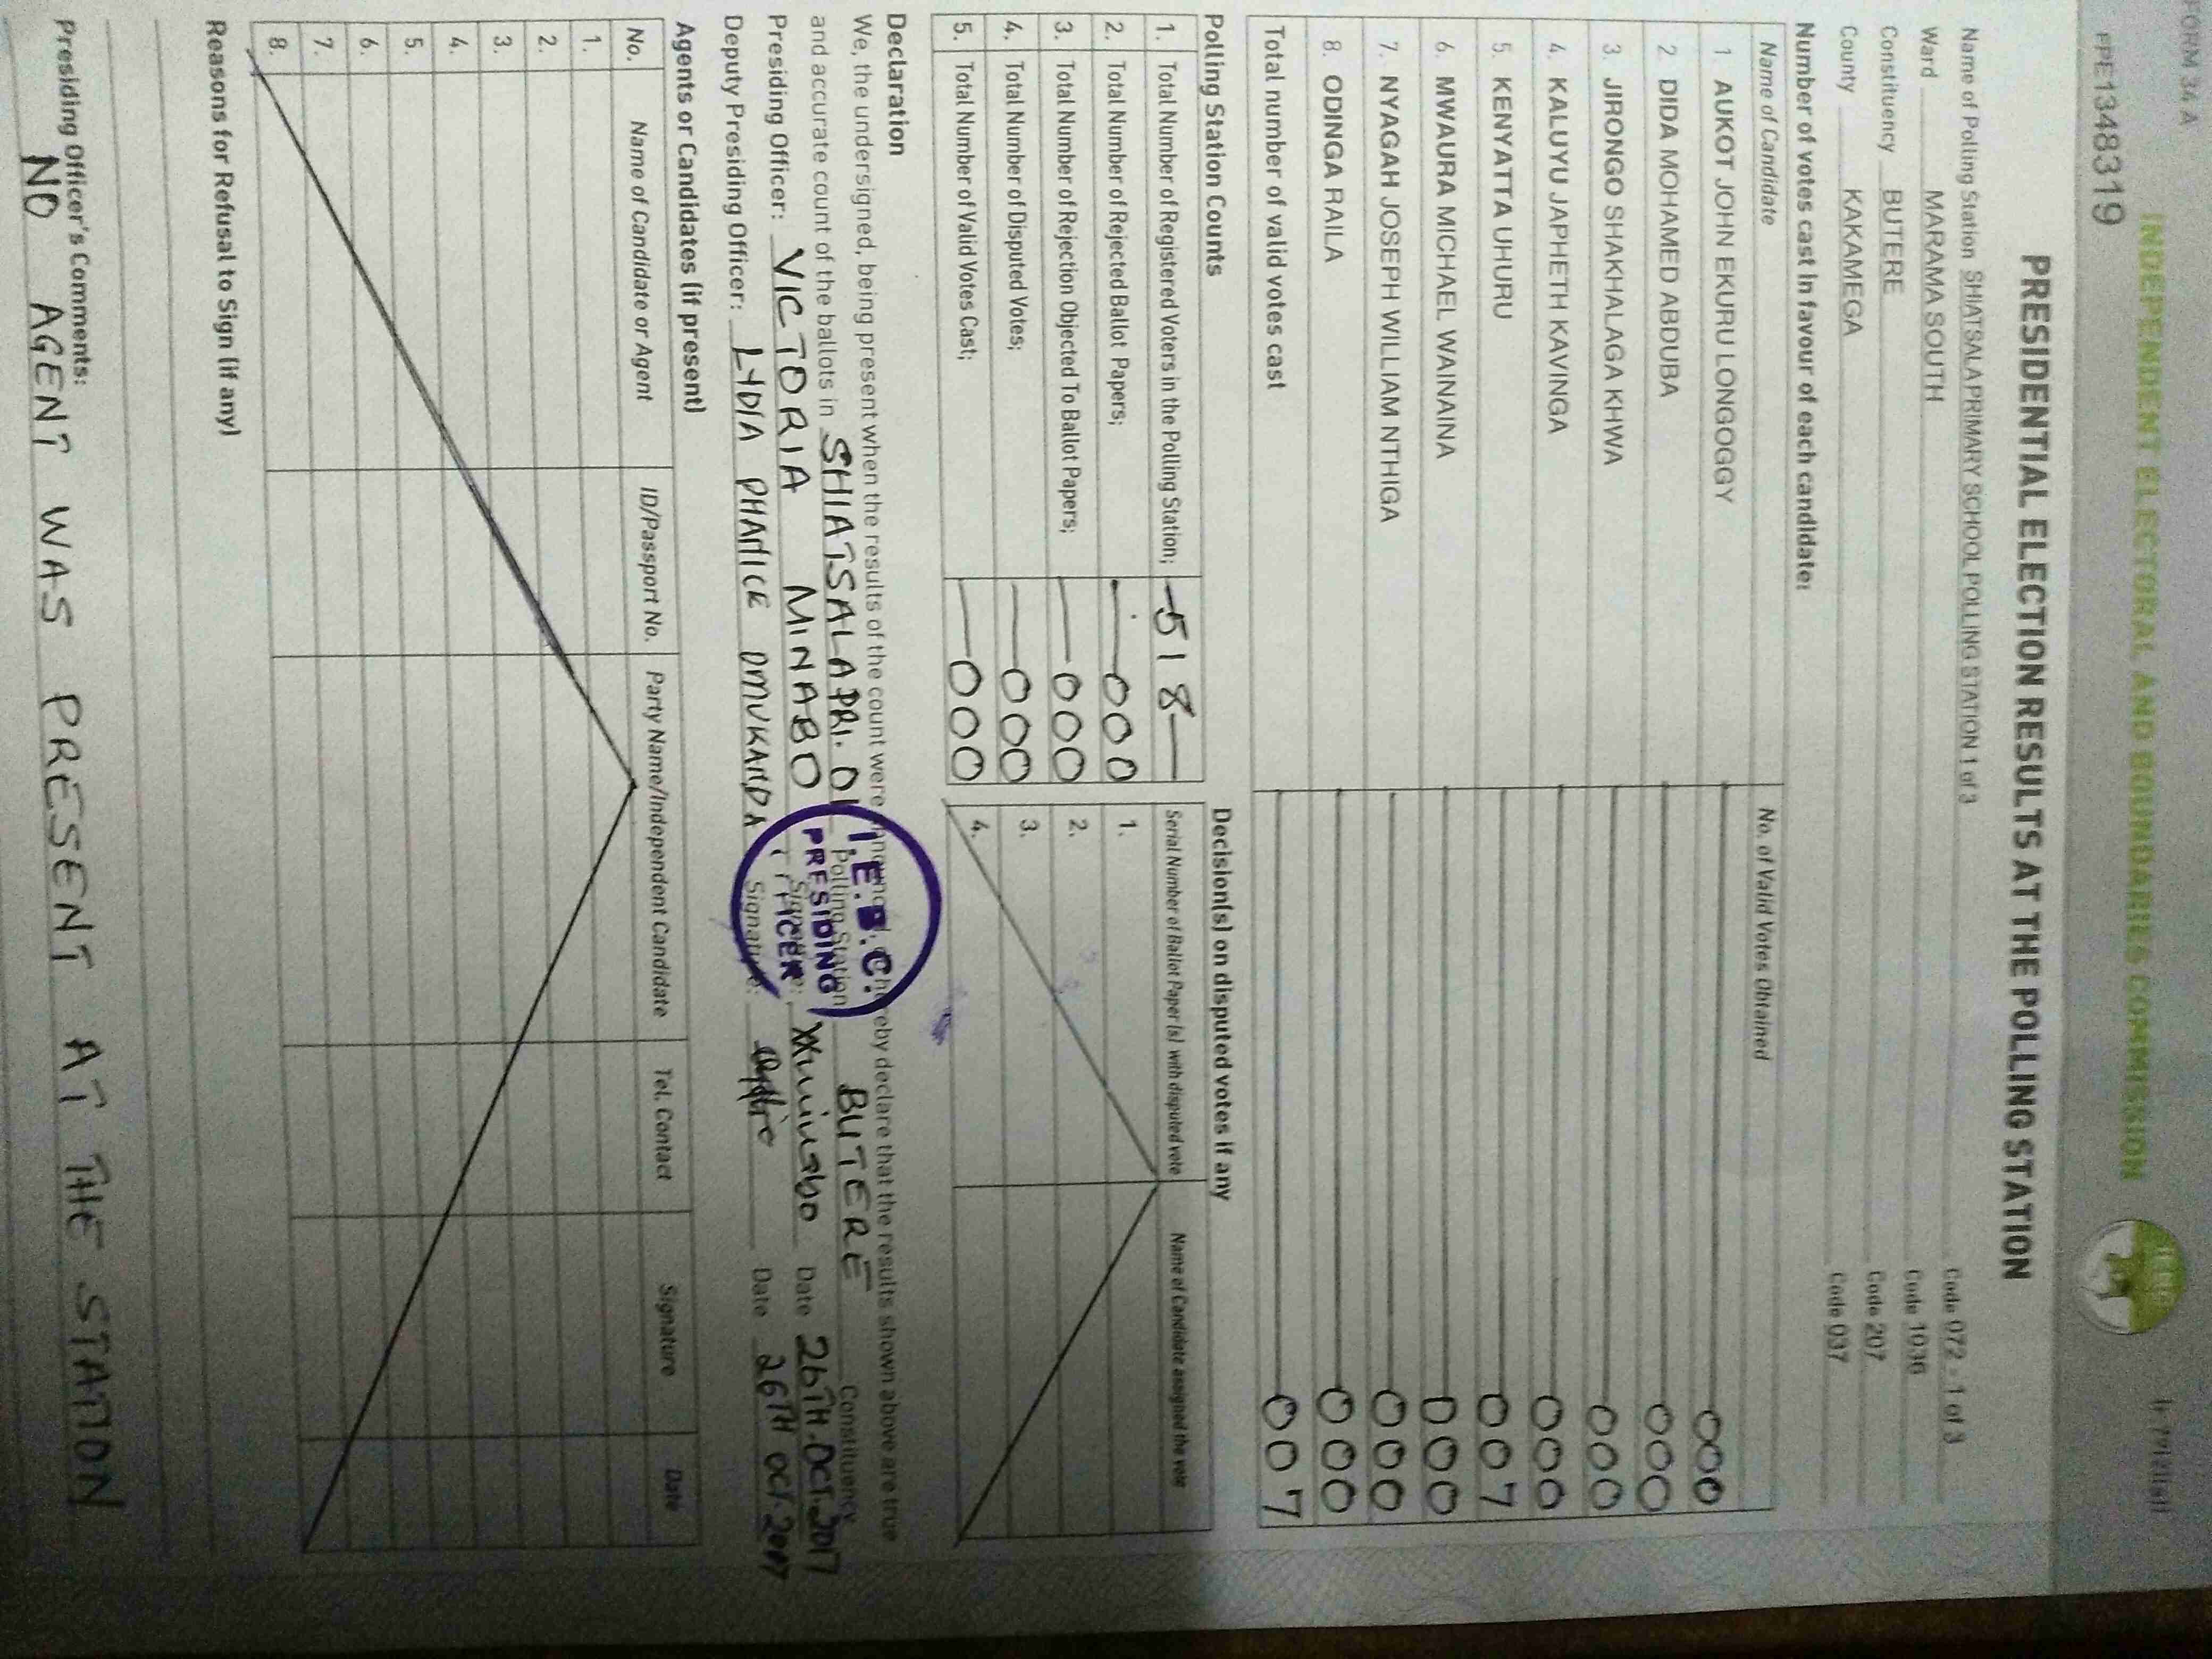 FORM 34 A
INDEPENDENT ELECTORAL AND BOUNDARIES COMMISSION
PPE1348319
PRESIDENTIAL ELECTION RESULTS AT THE POLLING STATION
Name of Polling Station SHIATSALA PRIMARY SCHOOL POLLING STATION 1 of 3 Code 072 - 1 of 3
Ward MARAMA SOUTH Code 1036
Constituency BUTERE Code 207
County KAKAMEGA Code 037
Number of votes cast in favour of each candidate:
Name of Candidate No. of Valid Votes Obtained
1 AUKOT JOHN EKURU LONGOGGY 000
2 DIDA MOHAMED ABDUBA 000
3. JIRONGO SHAKHALAGA KHWA 000
4. KALUYU JAPHETH KAVINGA 000
5. KENYATTA UHURU 007
6. MWAURA MICHAEL WAINAINA 000
7. NYAGAH JOSEPH WILLIAM NTHIGA 000
8. ODINGA RAILA 000
Total number of valid votes cast 007
Polling Station Counts
1. Total Number of Registered Voters in the Polling Station; 518
2. Total Number of Rejected Ballot Papers; 000
3. Total Number of Rejection Objected To Ballot Papers; 000
4. Total Number of Disputed Votes; 000
5. Total Number of Valid Votes Cast; 000
Decision(s) on disputed votes if any
Serial Number of Ballot Paper (s) with disputed vote Name of Candidate assigned the vote
1.
2.
3.
4.
Declaration
We, the undersigned, being present when the results of the count were announced, do hereby declare that the results shown above are true
and accurate count of the ballots in SHIATSALA PRI. 01 Polling Station BUTERE Constituency
Presiding Officer: VICTORIA MINABO Signature: Date 26TH.OCT.2017
Deputy Presiding Officer: LYDIA PHANICE OMUKANDA Signature: Date 26TH OCT. 2017
I.E.B.C.
PRESIDING
OFFICER
Agents or Candidates (if present)
No. Name of Candidate or Agent ID/Passport No. Party Name/Independent Candidate Tel. Contact Signature Date
1.
2.
3.
4.
5.
6.
7.
8.
Reasons for Refusal to Sign (if any)
Presiding Officer's Comments:
NO AGENT WAS PRESENT AT THE STATION